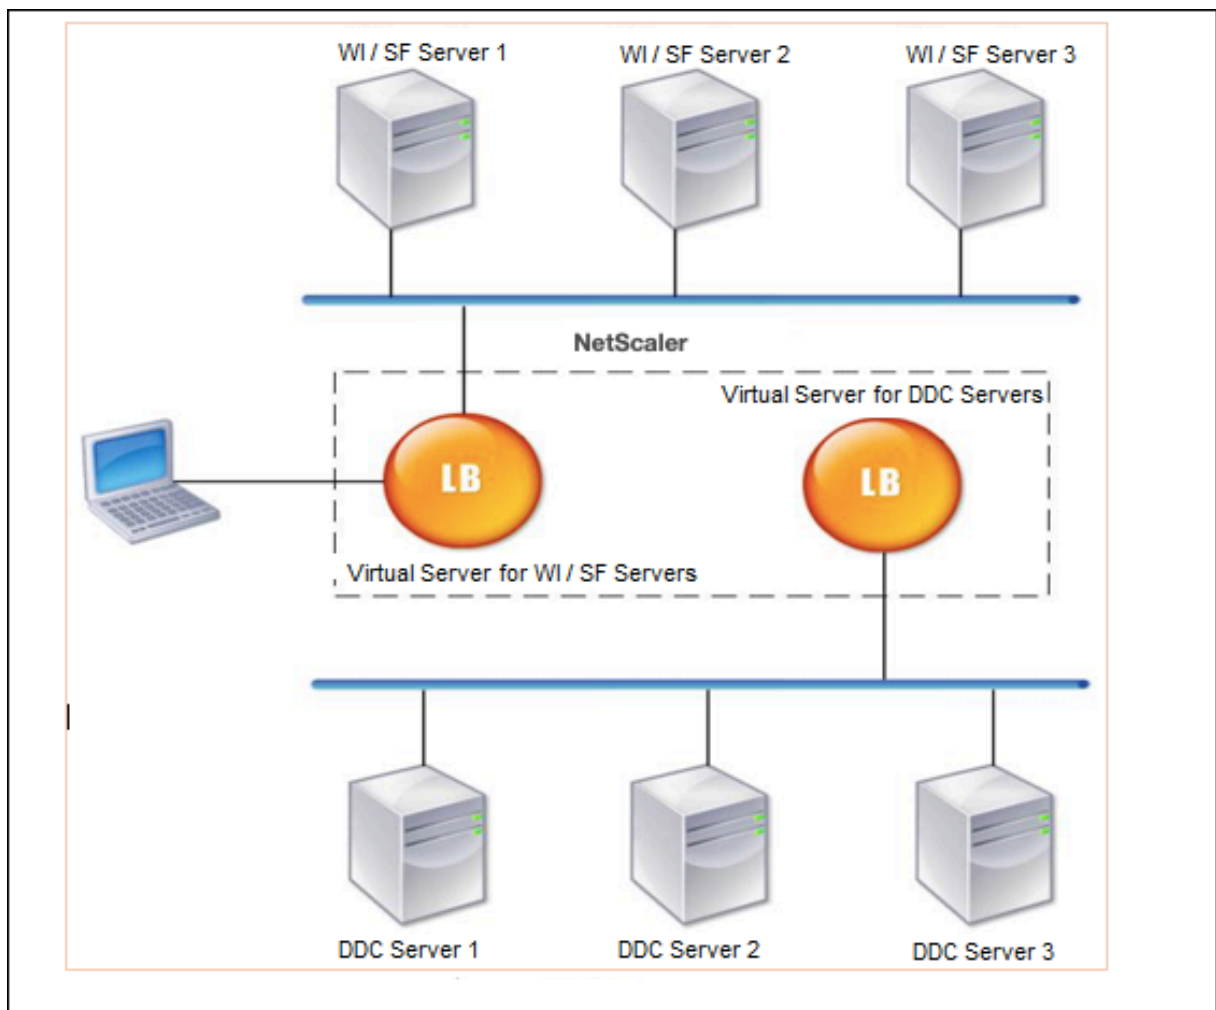 WI / SF Server 1
WI / SF Server 2
WI / SF Server 3
NetScaler
Virtual Server for DDC Servers
LB
LB
Virtual Server for WI / SF Servers
DDC Server 1
DDC Server 2
DDC Server 3